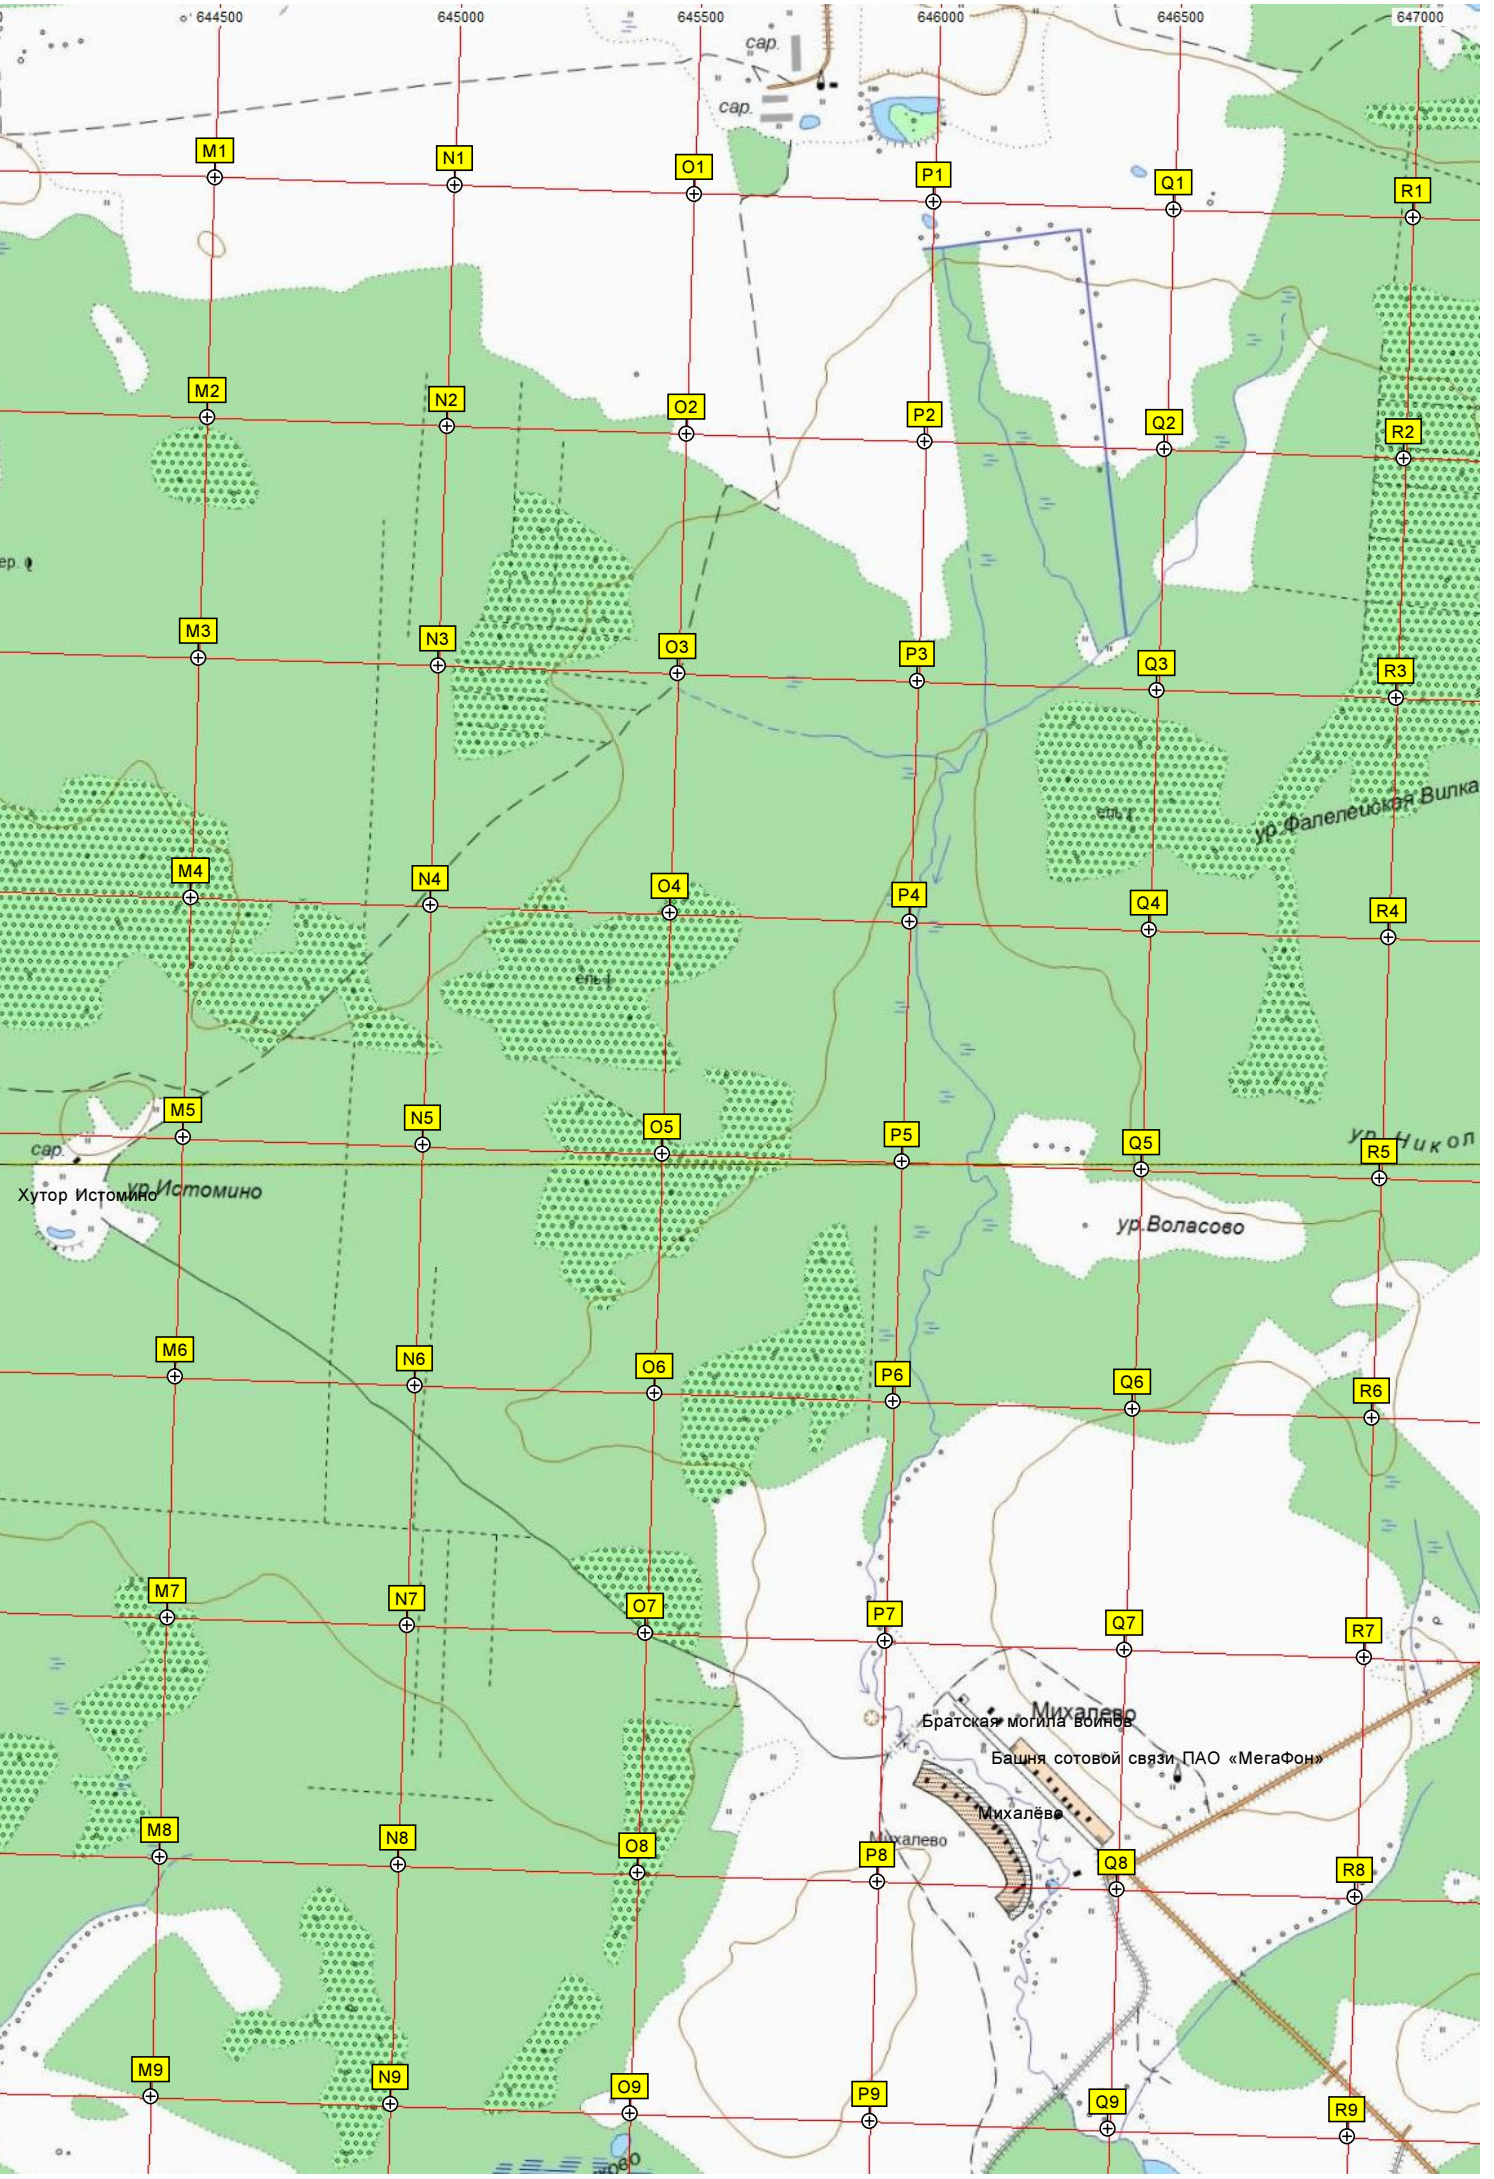 644500 645000 645500 646000 646500 647000
сар.
сар.
M1 N1 O1 P1 Q1 R1
M2 N2 O2 P2 Q2 R2
M3 N3 O3 P3 Q3 R3
ель
ур.Фалелейская Вилка
M4 N4 O4 P4 Q4 R4
ель
M5 N5 O5 P5 Q5 R5
сар.
ур. Никол
Хутор Истомино
ур.Истомино
ур.Воласово
M6 N6 O6 P6 Q6 R6
M7 N7 O7 P7 Q7 R7
Михалево
Братская могила воинов
Башня сотовой связи ПАО «МегаФон»
Михалёво
Михалево
M8 N8 O8 P8 Q8 R8
M9 N9 O9 P9 Q9 R9